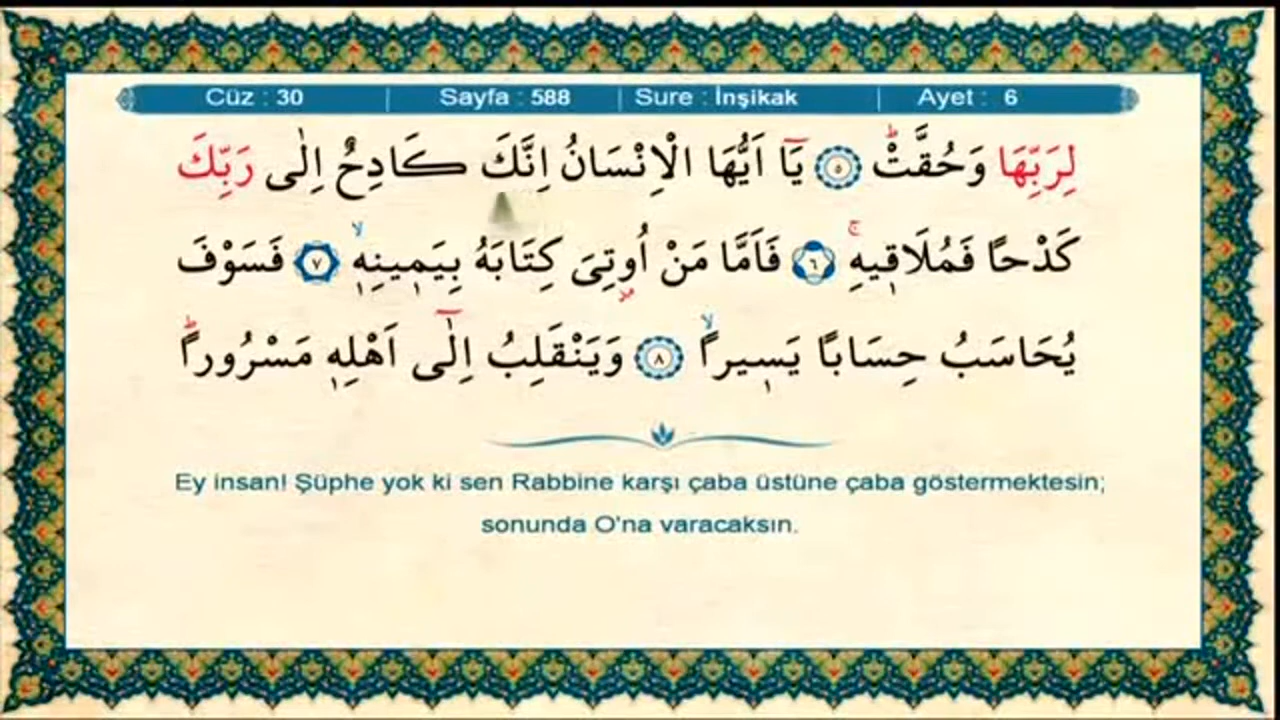 Cüz : 30 | Sayfa : 588 | Sure : İnşikak | Ayet : 6
لِرَبِّهَا وَحُقَّتْۜ ﴿٥﴾ يَٓا اَيُّهَا الْاِنْسَانُ اِنَّكَ كَادِحٌ اِلٰى رَبِّكَ
كَدْحًا فَمُلَاق۪يهِۚ ﴿٦﴾ فَاَمَّا مَنْ اُو۫تِيَ كِتَابَهُ بِيَم۪ينِه۪ۙ ﴿٧﴾ فَسَوْفَ
يُحَاسَبُ حِسَابًا يَس۪يرًاۙ ﴿٨﴾ وَيَنْقَلِبُ اِلٰٓى اَهْلِه۪ مَسْرُورًاۜ
Ey insan! Şüphe yok ki sen Rabbine karşı çaba üstüne çaba göstermektesin;
sonunda O'na varacaksın.